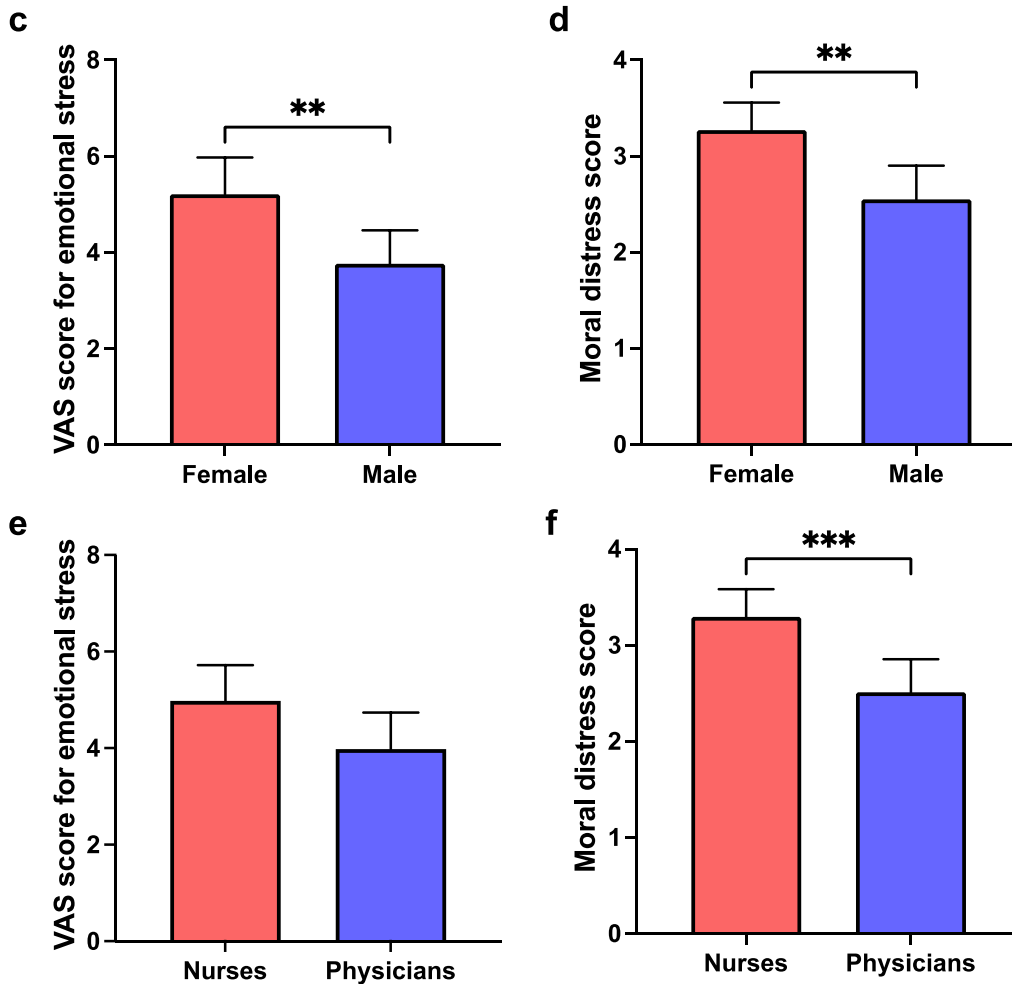 c
VAS score for emotional stress
8
6
4
2
0
**
Female Male
d
Moral distress score
4
3
2
1
0
**
Female Male
e
VAS score for emotional stress
8
6
4
2
0
Nurses Physicians
f
Moral distress score
4
3
2
1
0
***
Nurses Physicians